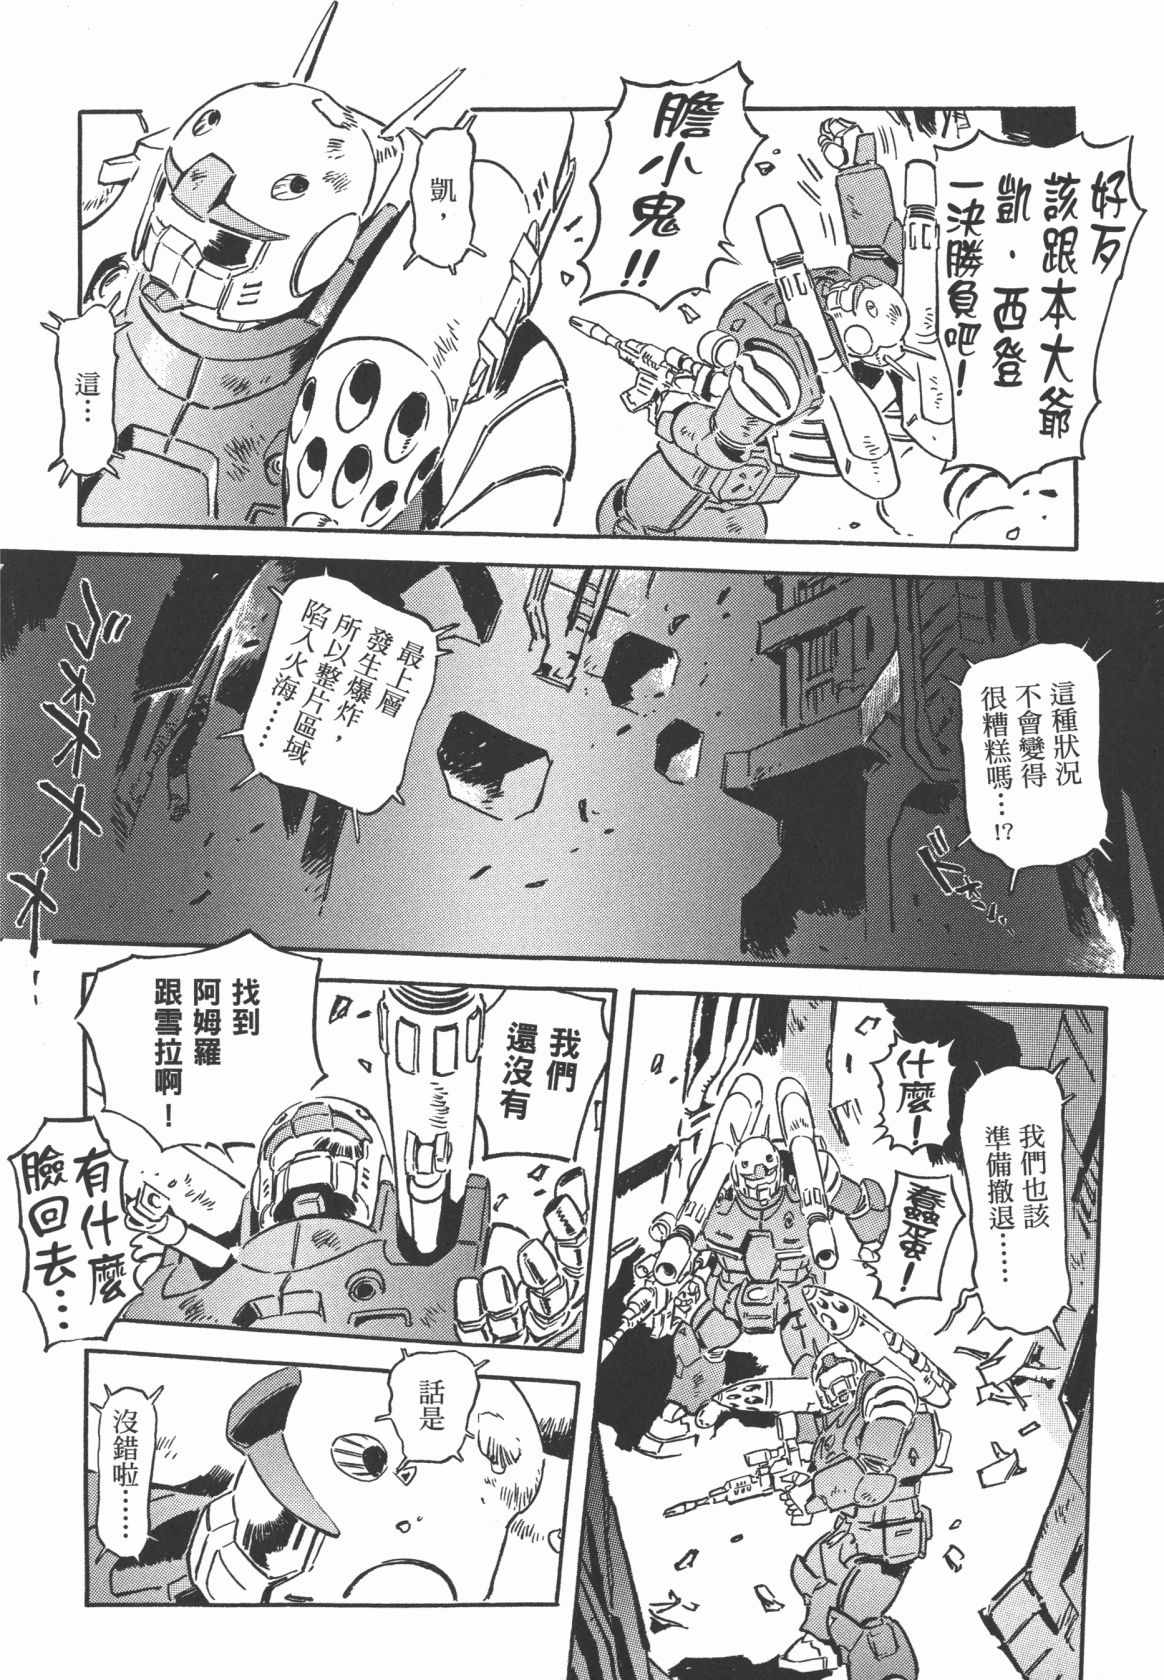 好方
該跟本大爺
凱．西登
一決勝負吧！
膽小鬼!!
凱，
這…
這種狀況
不會變得
很糟糕嗎…!?
最上層
發生爆炸，
所以整片區域
陷入火海……
我們也該
準備撤退……
什麼！
蠢蛋！
我們
還沒有
找到
阿姆羅
跟雪拉啊！
有什麼
臉回去…
話是
沒錯啦……